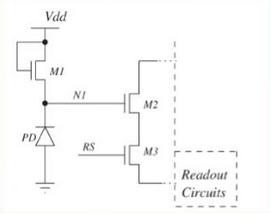 Vdd
M1
N1
M2
PD
RS
M3
Readout
Circuits